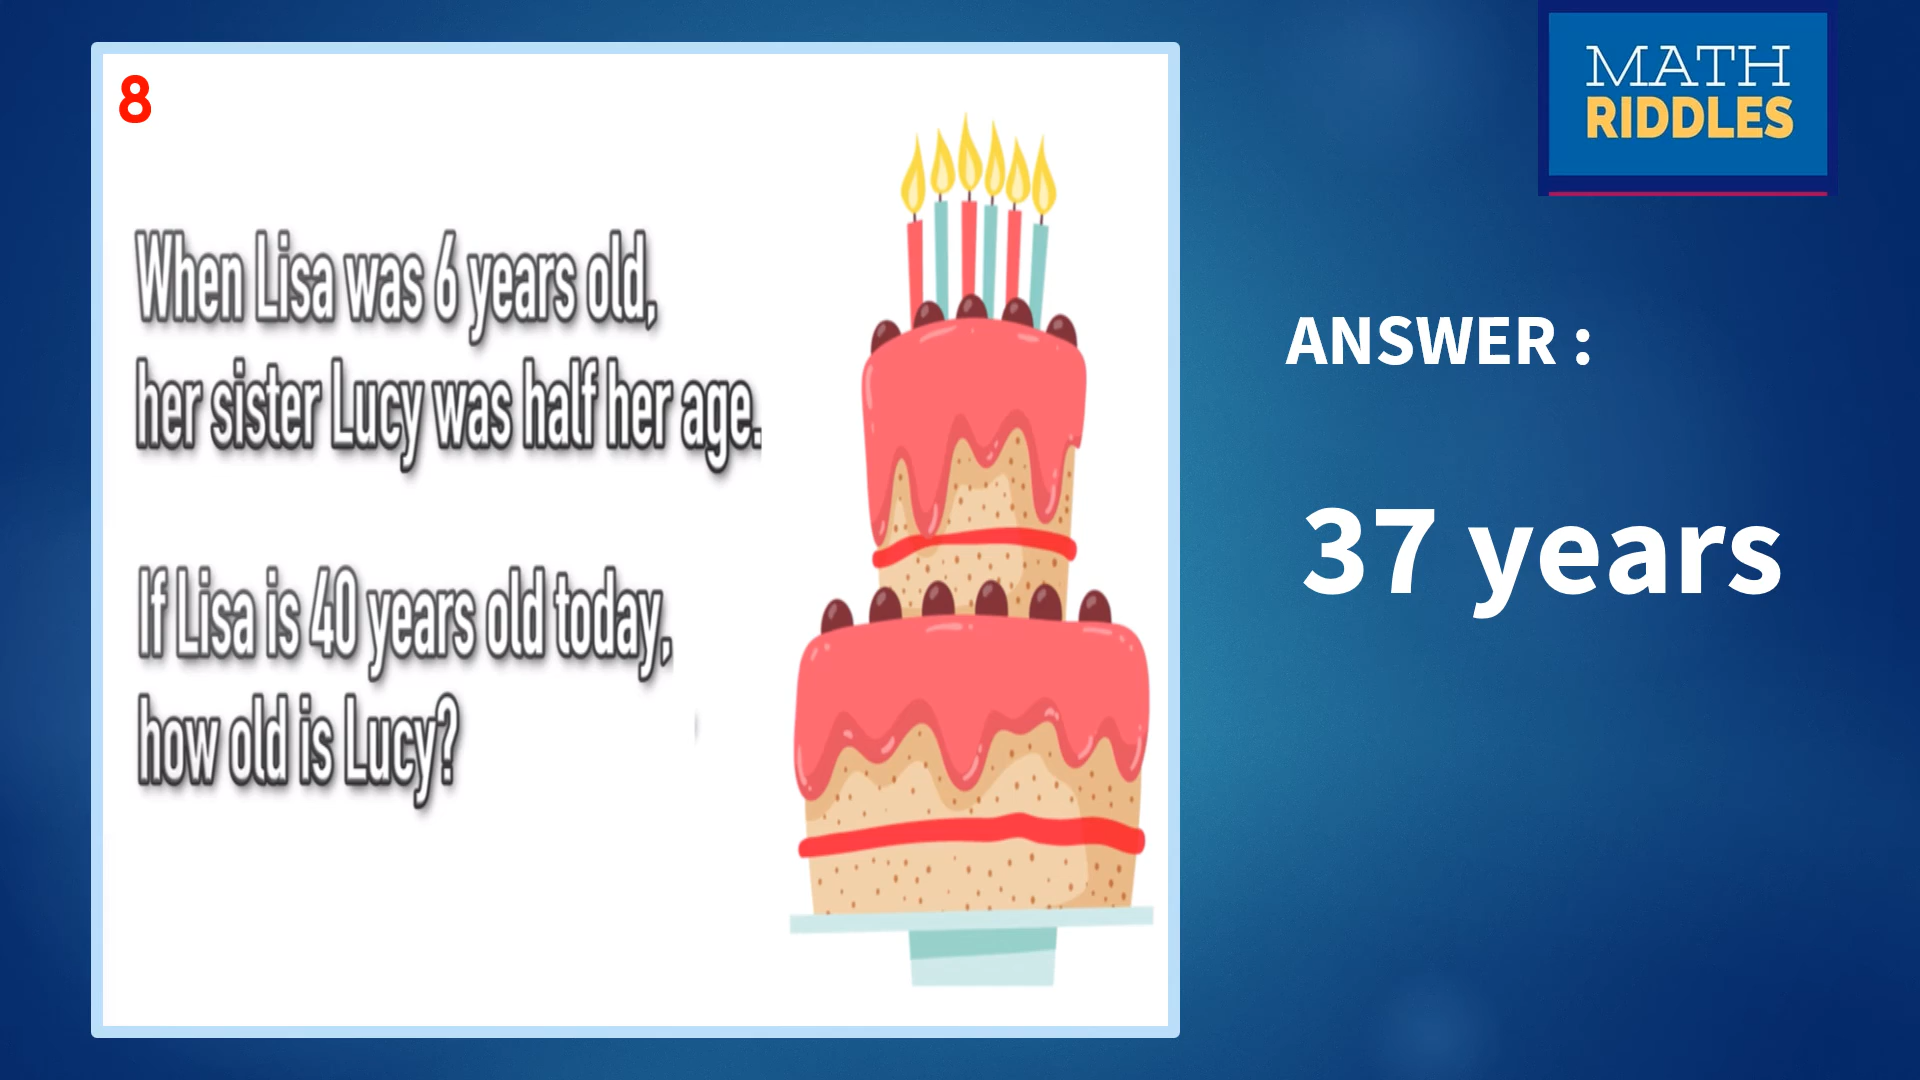 8
When Lisa was 6 years old,
her sister Lucy was half her age.
If Lisa is 40 years old today,
how old is Lucy?
MATH
RIDDLES
ANSWER :
37 years